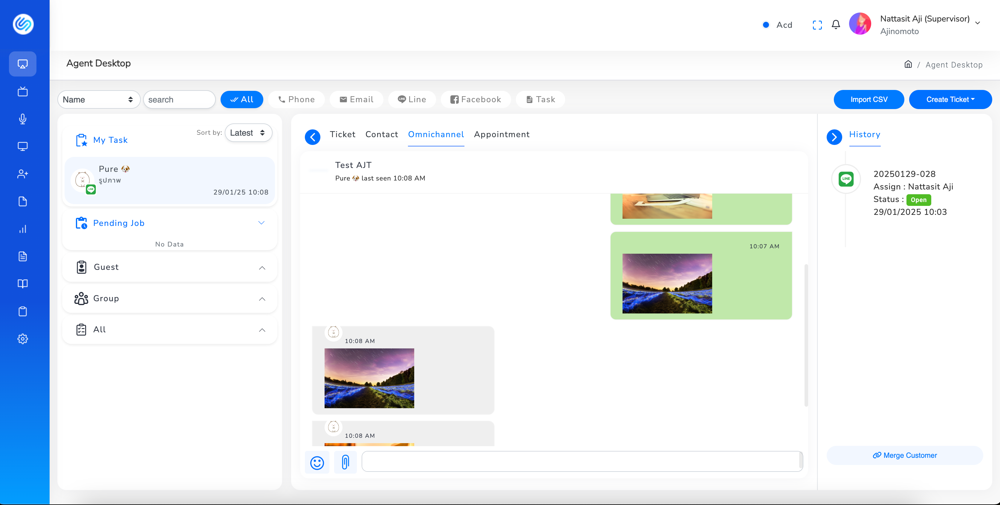 Acd
Nattasit Aji (Supervisor)
Ajinomoto
Agent Desktop
/ Agent Desktop
Name
search
All
Phone
Email
LINE Line
Facebook
Task
Import CSV
Create Ticket
My Task
Sort by:
Latest
Pure 🐶
รูปภาพ
LINE
29/01/25 10:08
Pending Job
No Data
Guest
Group
All
Ticket
Contact
Omnichannel
Appointment
Test AJT
Pure 🐶 last seen 10:08 AM
10:07 AM
10:08 AM
10:08 AM
History
LINE
20250129-028
Assign : Nattasit Aji
Status : Open
29/01/2025 10:03
Merge Customer